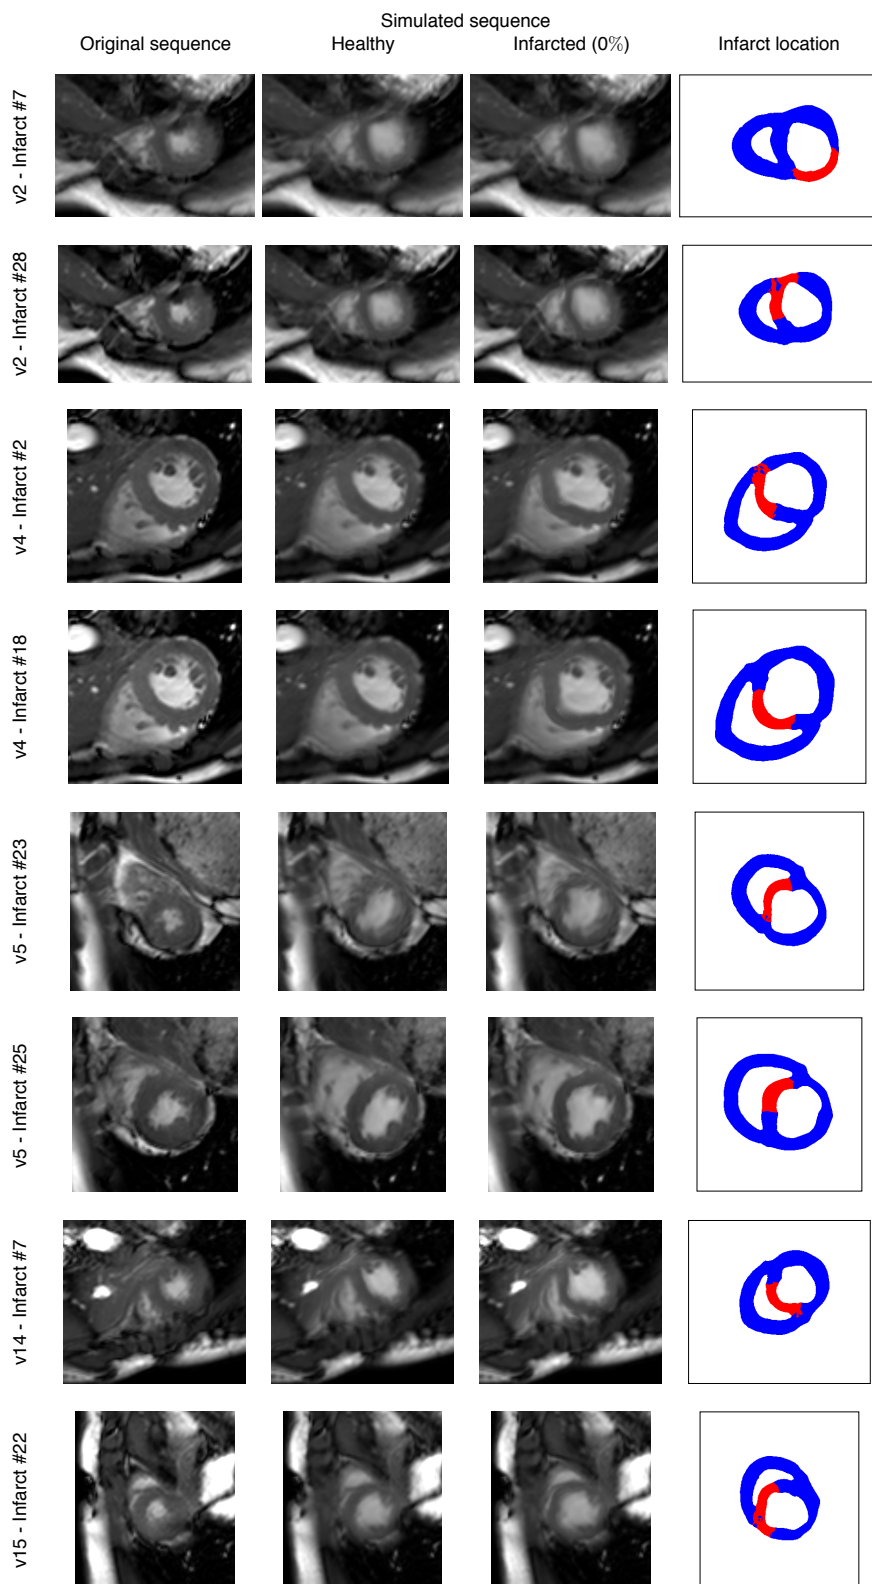 Simulated sequence
Original sequence Healthy Infarcted (0%) Infarct location
v2 - Infarct #7
v2 - Infarct #28
v4 - Infarct #2
v4 - Infarct #18
v5 - Infarct #23
v5 - Infarct #25
v14 - Infarct #7
v15 - Infarct #22